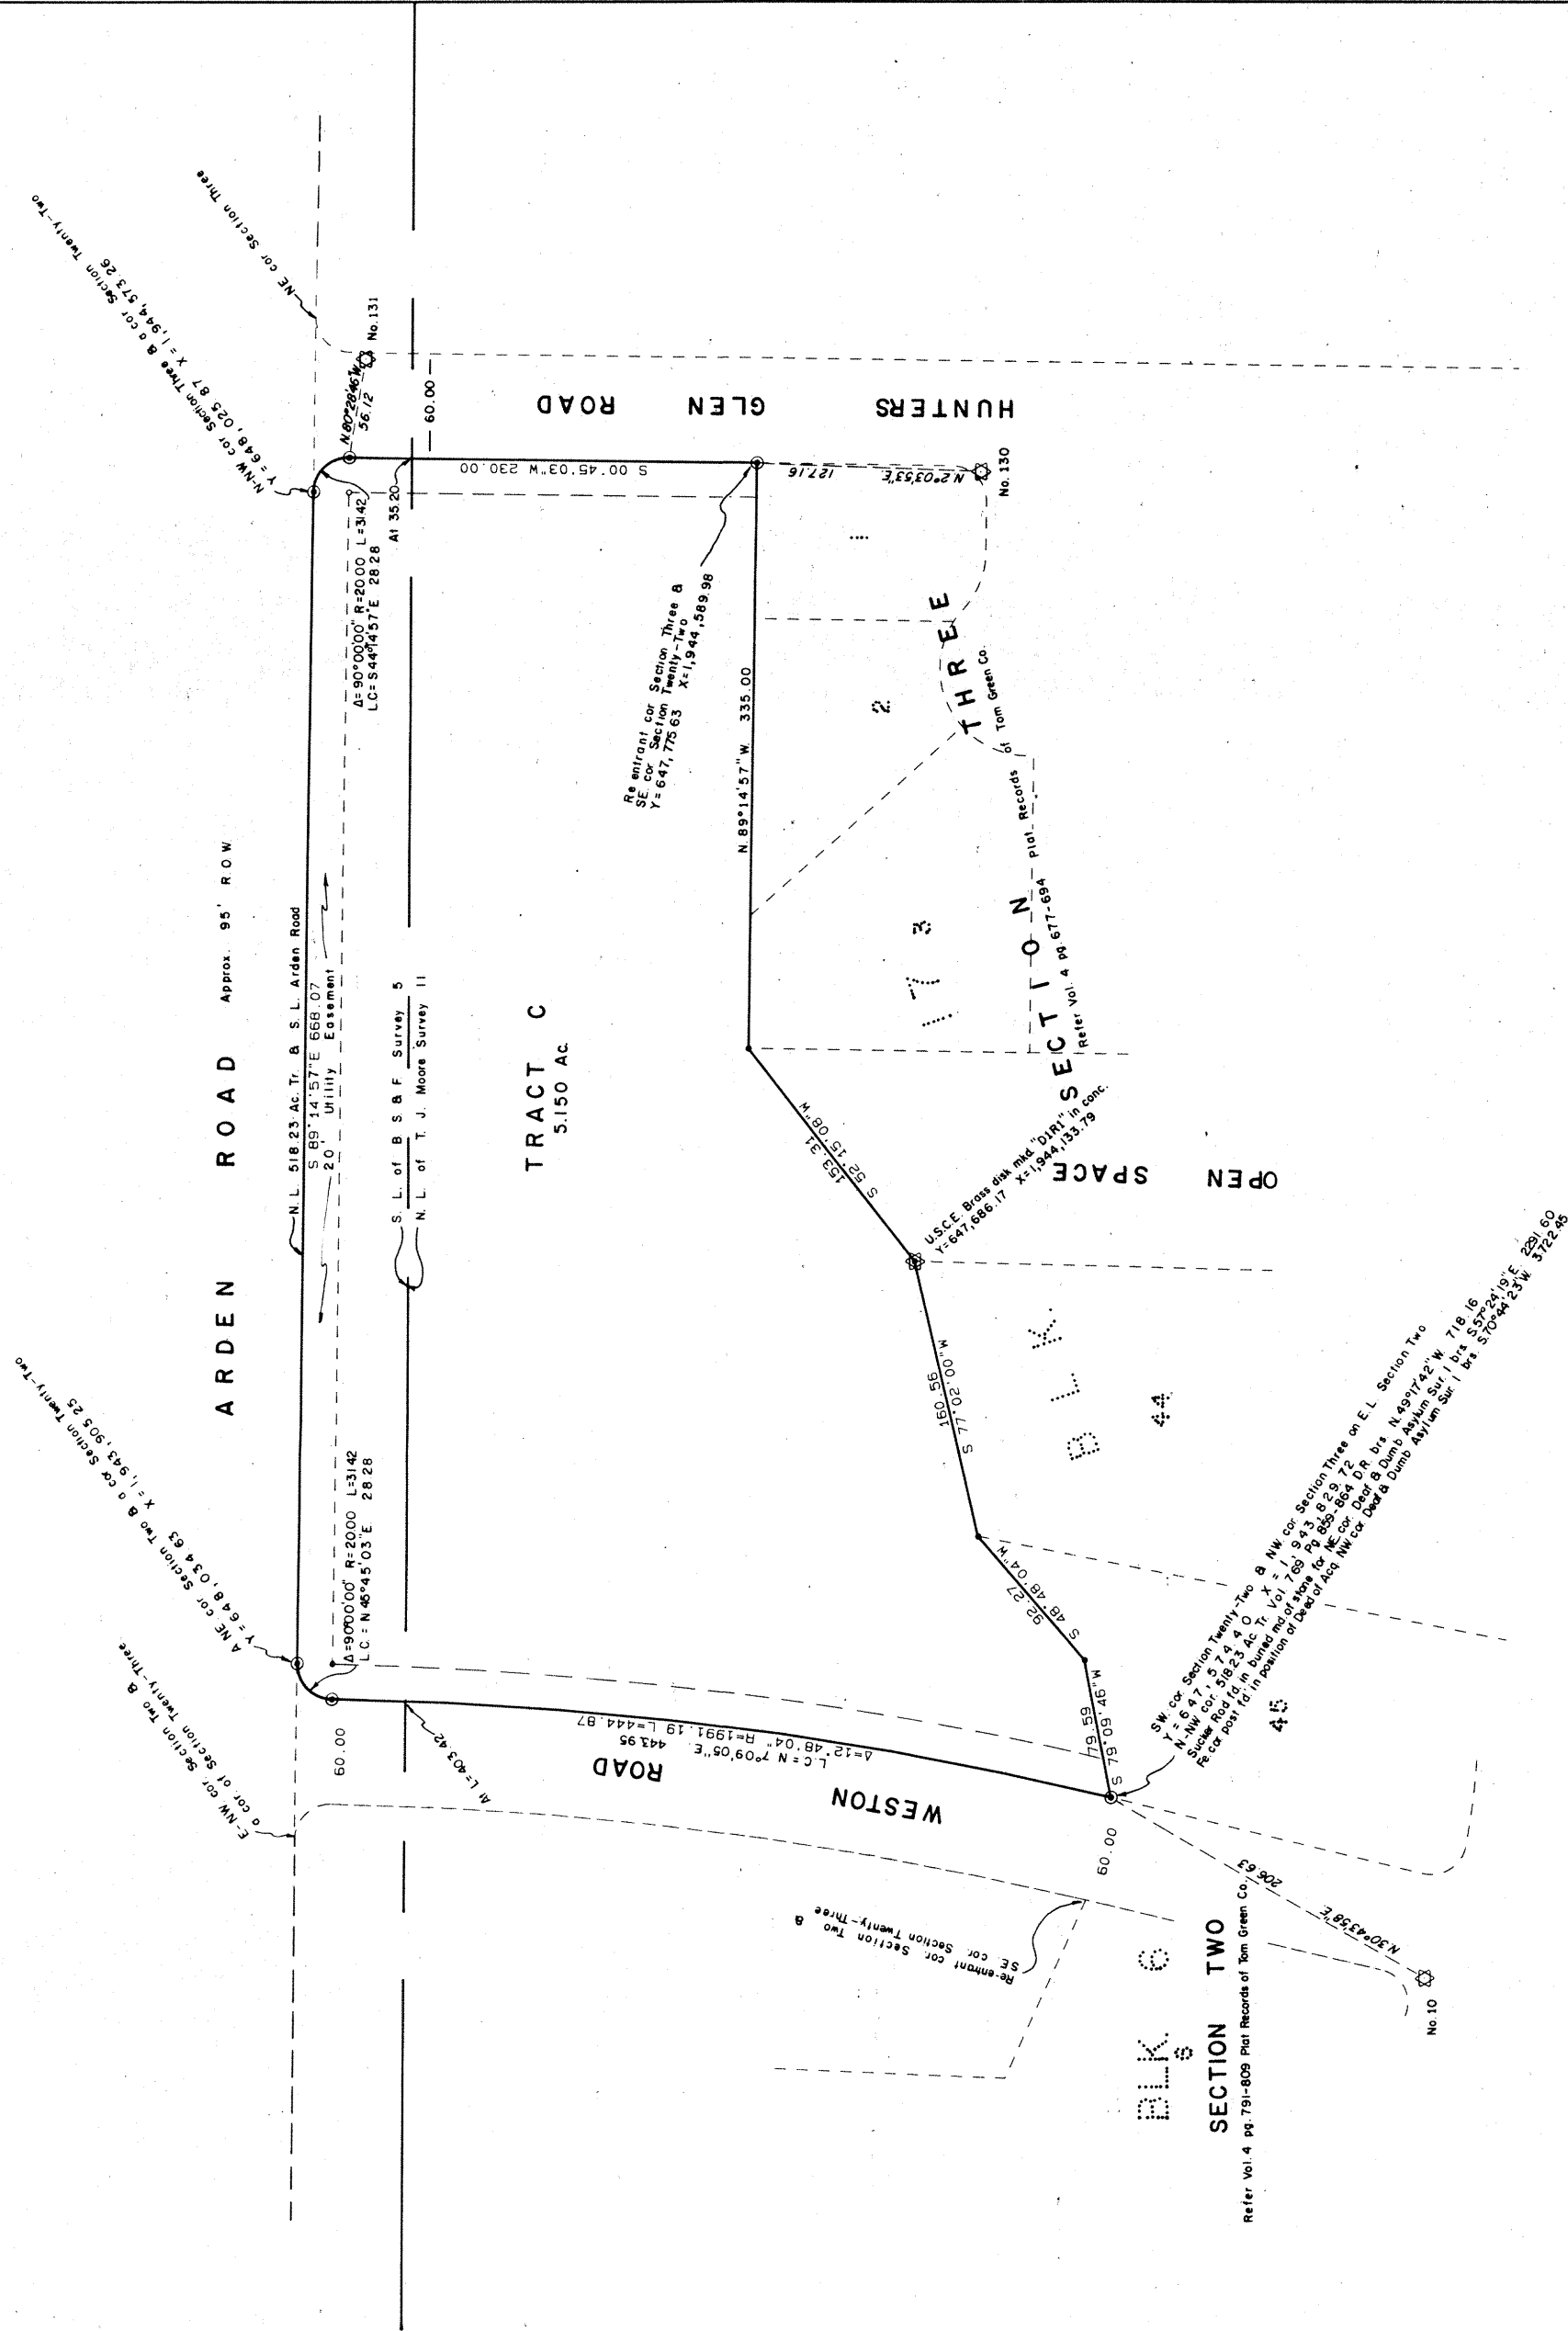 ARDEN ROAD Approx. 95' R.O.W.
E-NW. cor Section Two &
a cor. of Section Twenty-Three
A NE cor Section Two & a cor Section Twenty-Two
Y = 648,034.63 X = 1,943,905.25
N-NW cor Section Three & a cor Section Twenty-Two
Y = 648,025.87 X = 1,944,573.26
NE cor Section Three
N.L. 518.23 Ac. Tr. & S.L. Arden Road
S 89°14'57"E 668.07
20' Utility Easement
Δ=90°00'00" R=20.00 L=31.42
L.C.= N 45°45'03"E 28.28
Δ=90°00'00" R=20.00 L=31.42
L.C.= S 44°14'57"E 28.28
N.80°28'46"W.
56.12
No. 131
60.00
At 35.20
S. L. of B S & F Survey 5
N. L. of T. J. Moore Survey 11
60.00
At L=403.42
TRACT C
5.150 Ac.
S 00°45'03"W 230.00
HUNTERS GLEN ROAD
N.2°03'53"E. 127.16
No. 130
Re entrant cor Section Three &
SE. cor Section Twenty-Two
Y = 647,775.63 X=1,944,589.98
N. 89°14'57"W. 335.00
2
3
17
SECTION THREE
Refer Vol. 4 pg. 677-694 Plat Records of Tom Green Co.
S 52°15'08"W
153.31
U.S.C.E. Brass disk mkd. "D1R1" in conc.
Y=647,686.17 X=1,944,133.79
OPEN SPACE
160.56
S 77°02'00"W
BLK.
44
S 48°48'04"W
92.27
79.59
S 79°09'46"W
45
WESTON ROAD
Δ=12°48'04" R=1991.19 L=444.87
L.C.= N 7°09'05"E. 443.95
60.00
SW. cor Section Twenty-Two & NW cor Section Three on E.L. Section Two
Y = 647,574.40 X = 1,943,829.72
N-NW cor. 518.23 Ac. Tr. Vol. 769 Pg. 859-864 D.R. brs. N.49°17'42"W. 718.16
Sucker Rod fd. in buried md. of stone for NE cor. Deaf & Dumb Asylum Sur. 1 brs. S.57°24'19"E. 2291.60
Fe. cor post fd. in position of Deed of Acq. NW cor. Deaf & Dumb Asylum Sur. 1 brs. S.70°44'23"W. 3722.45
Re-entrant cor. Section Two &
SE. cor. Section Twenty-Three
206.63
N.30°43'58"E.
No. 10
BLK. 6
8
SECTION TWO
Refer Vol. 4 pg. 791-809 Plat Records of Tom Green Co.